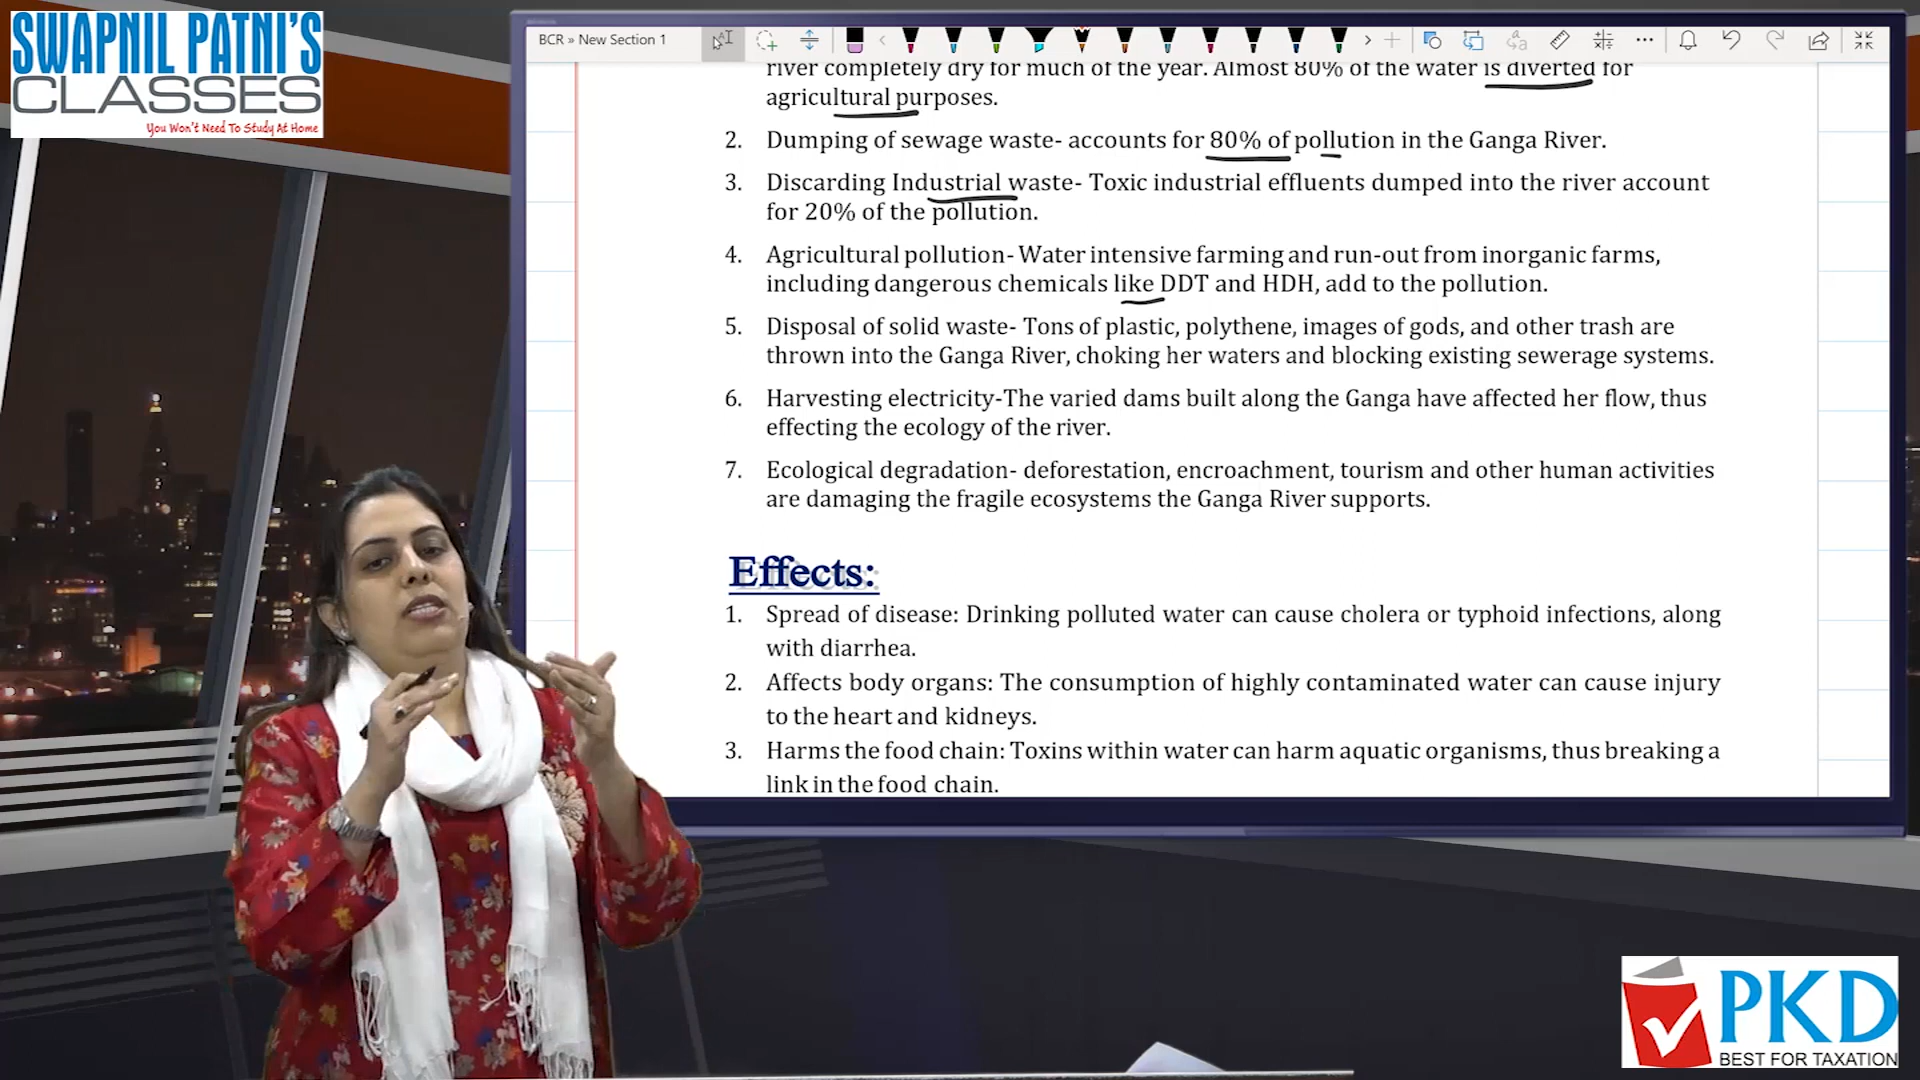 SWAPNIL PATNI'S
CLASSES
You Won't Need To Study At Home
BCR » New Section 1
river completely dry for much of the year. Almost 80% of the water is diverted for
agricultural purposes.
2. Dumping of sewage waste- accounts for 80% of pollution in the Ganga River.
3. Discarding Industrial waste- Toxic industrial effluents dumped into the river account
for 20% of the pollution.
4. Agricultural pollution- Water intensive farming and run-out from inorganic farms,
including dangerous chemicals like DDT and HDH, add to the pollution.
5. Disposal of solid waste- Tons of plastic, polythene, images of gods, and other trash are
thrown into the Ganga River, choking her waters and blocking existing sewerage systems.
6. Harvesting electricity-The varied dams built along the Ganga have affected her flow, thus
effecting the ecology of the river.
7. Ecological degradation- deforestation, encroachment, tourism and other human activities
are damaging the fragile ecosystems the Ganga River supports.
Effects:
1. Spread of disease: Drinking polluted water can cause cholera or typhoid infections, along
with diarrhea.
2. Affects body organs: The consumption of highly contaminated water can cause injury
to the heart and kidneys.
3. Harms the food chain: Toxins within water can harm aquatic organisms, thus breaking a
link in the food chain.
PKD
BEST FOR TAXATION